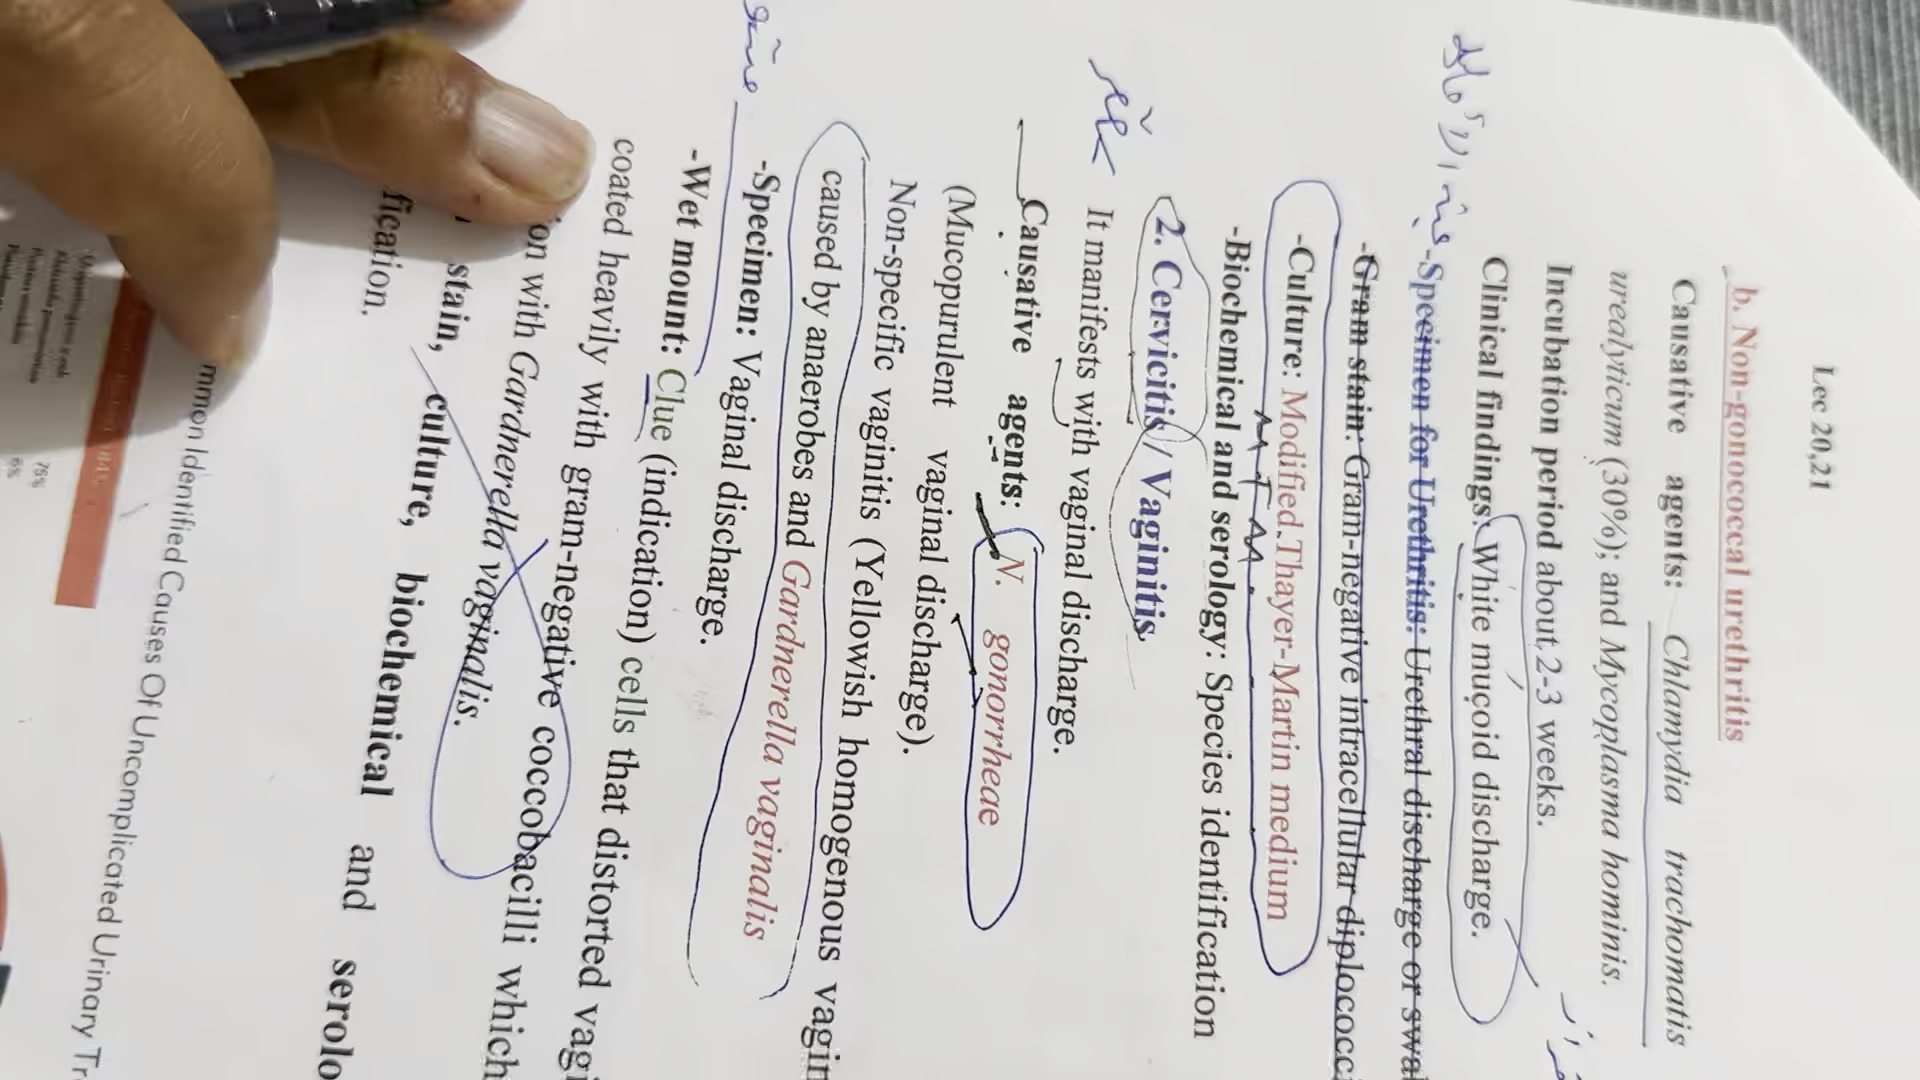 Lec 20,21
b. Non-gonococcal urethritis
Causative agents: Chlamydia trachomatis
urealyticum (30%); and Mycoplasma hominis.
Incubation period about 2-3 weeks.
Clinical findings: White mucoid discharge.
-Specimen for Urethritis: Urethral discharge or swa
-Gram stain: Gram-negative intracellular diplococci
-Culture: Modified Thayer-Martin medium
MTM.
-Biochemical and serology: Species identification
2. Cervicitis/ Vaginitis
It manifests with vaginal discharge.
Causative agents: N. gonorrheae
(Mucopurulent vaginal discharge).
Non-specific vaginitis (Yellowish homogenous vagin
caused by anaerobes and Gardnerella vaginalis
-Specimen: Vaginal discharge.
-Wet mount: Clue (indication) cells that distorted vagi
coated heavily with gram-negative coccobacilli which
on with Gardnerella vaginalis.
stain, culture, biochemical and serolo
fication.
mmon Identified Causes Of Uncomplicated Urinary Tr
75%
6%